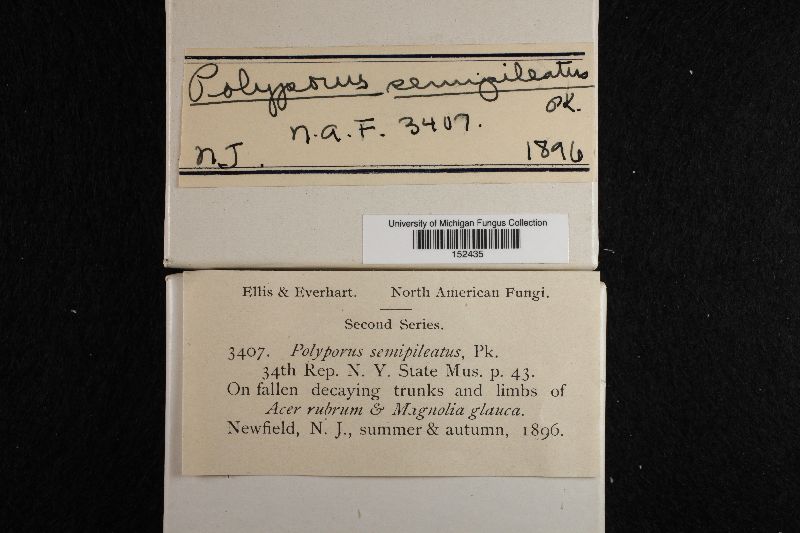 Polyporus semipileatus
Pk.
N.A.F. 3407.
N.J. 1896
University of Michigan Fungus Collection
152435
Ellis & Everhart. North American Fungi.
Second Series.
3407. Polyporus semipileatus, Pk.
34th Rep. N. Y. State Mus. p. 43.
On fallen decaying trunks and limbs of
Acer rubrum & Magnolia glauca.
Newfield, N. J., summer & autumn, 1896.